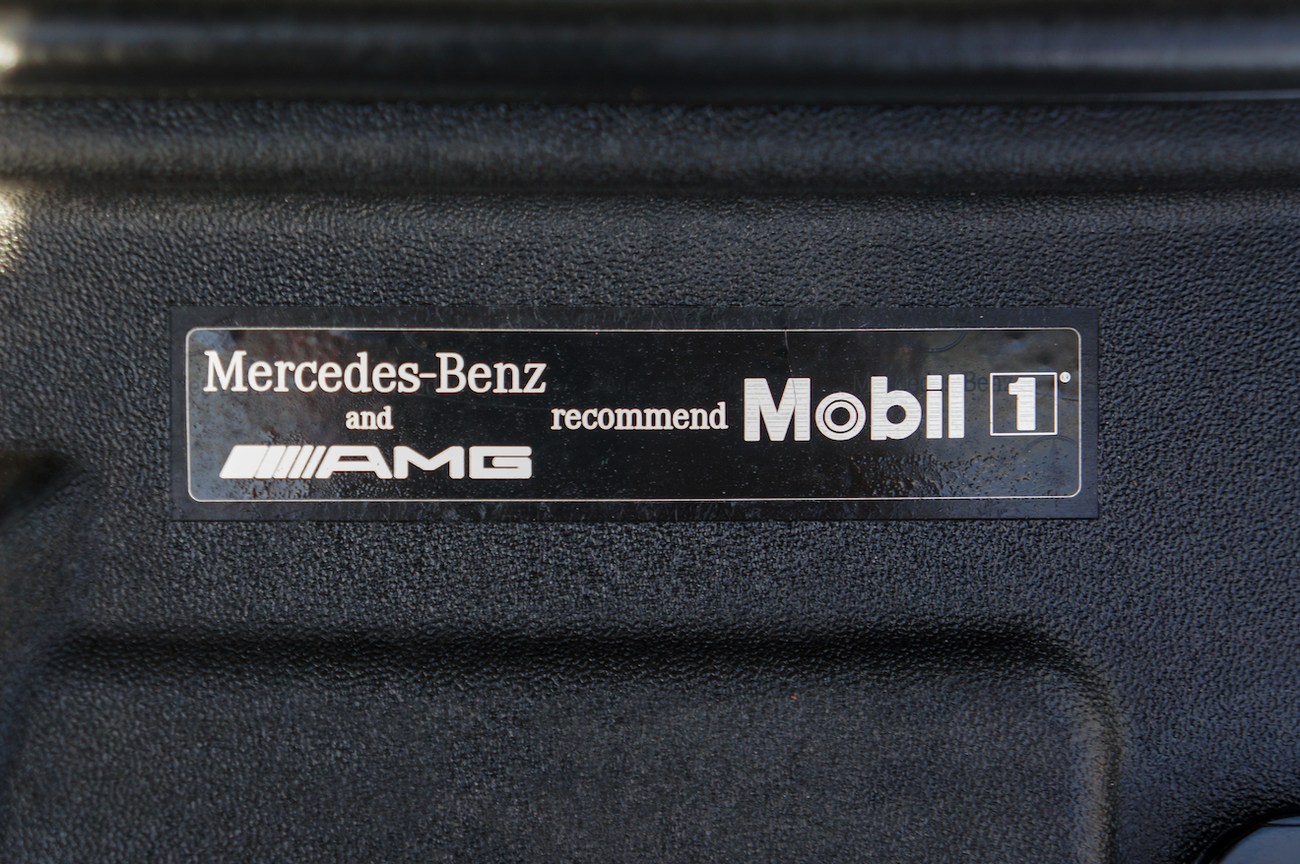 Mercedes-Benz
and
AMG
recommend
Mobil 1®